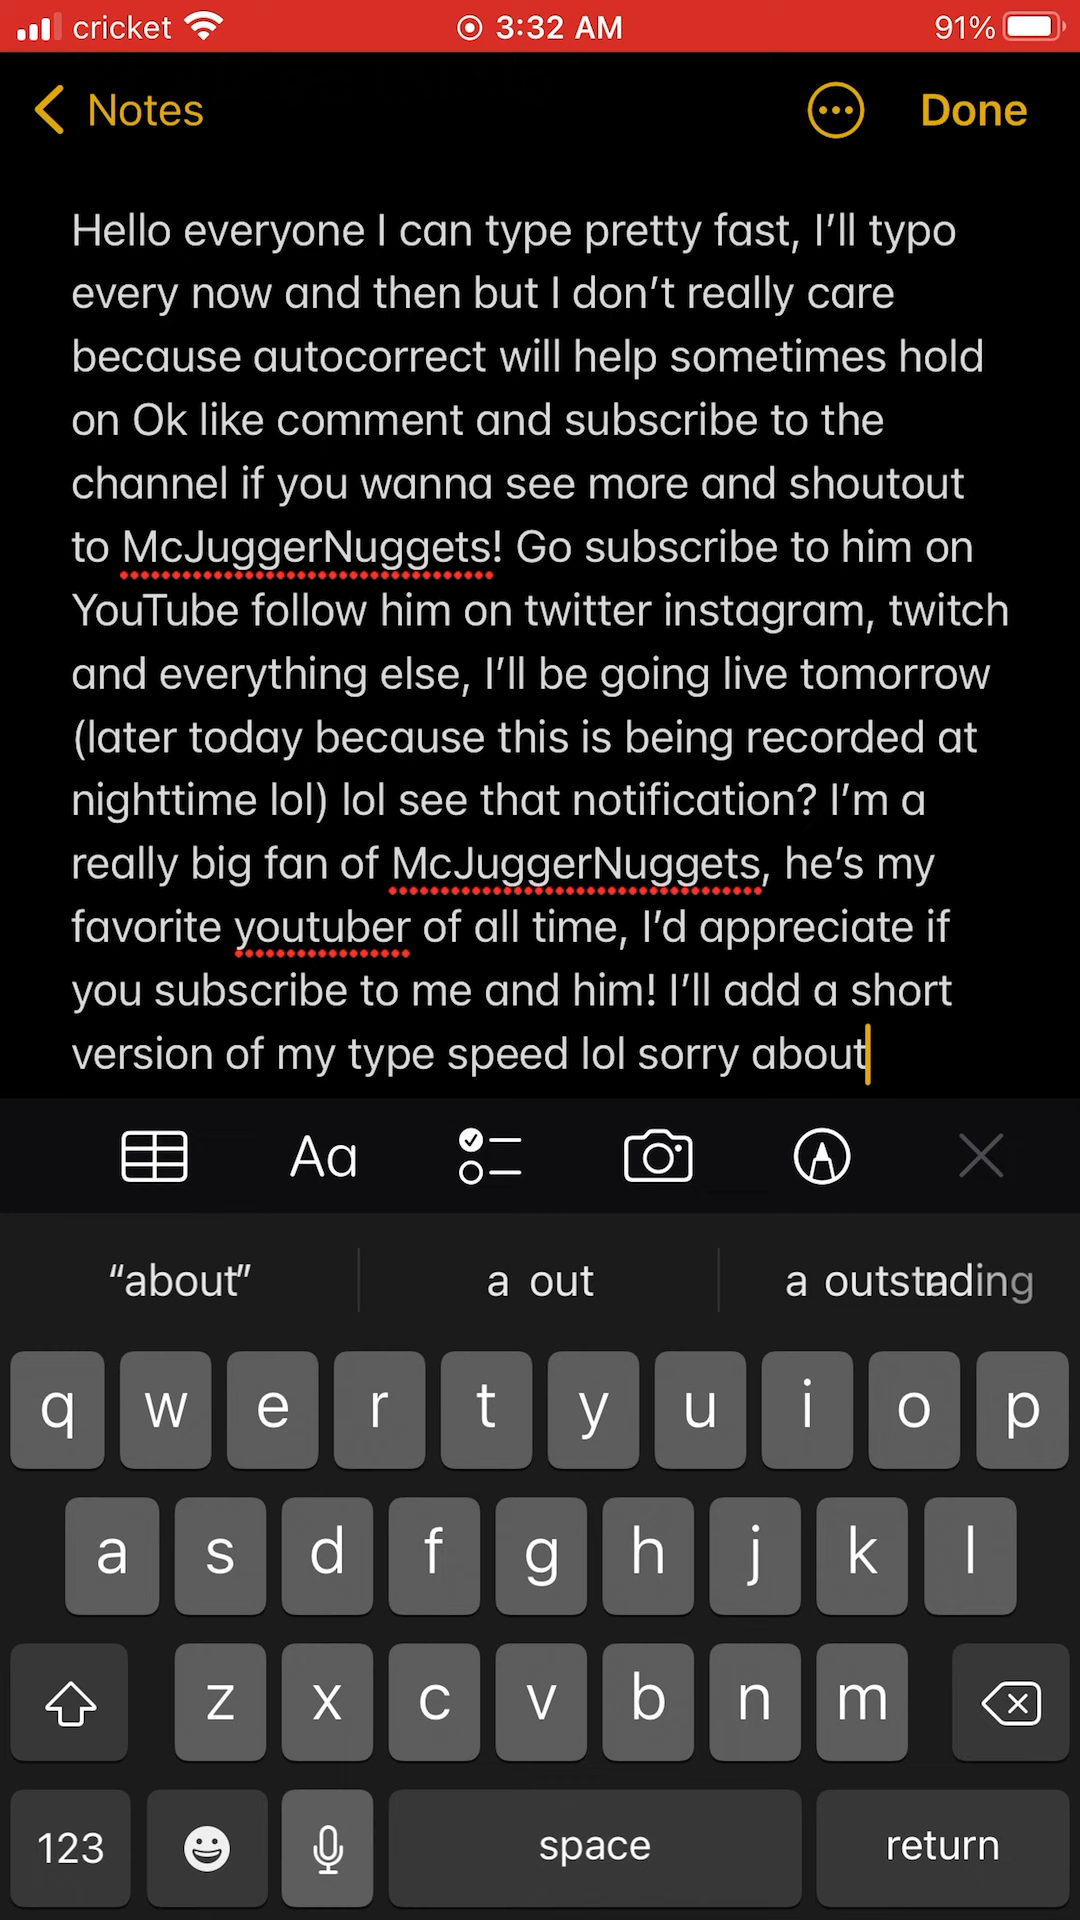 cricket 3:32 AM 91%
Notes Done
Hello everyone I can type pretty fast, I’ll typo
every now and then but I don’t really care
because autocorrect will help sometimes hold
on Ok like comment and subscribe to the
channel if you wanna see more and shoutout
to McJuggerNuggets! Go subscribe to him on
YouTube follow him on twitter instagram, twitch
and everything else, I’ll be going live tomorrow
(later today because this is being recorded at
nighttime lol) lol see that notification? I’m a
really big fan of McJuggerNuggets, he’s my
favorite youtuber of all time, I’d appreciate if
you subscribe to me and him! I’ll add a short
version of my type speed lol sorry about
Aa
“about” a out a
q w e r t y u i o p
a s d f g h j k l
z x c v b n m
123 space return